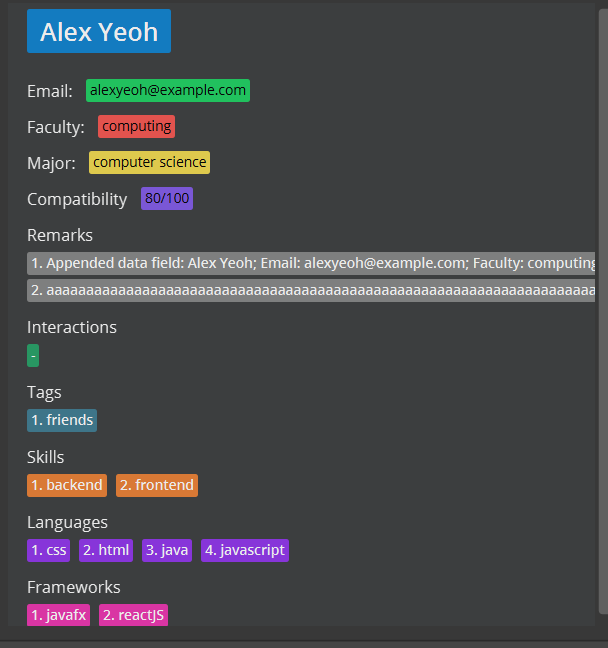 Alex Yeoh
Email: alexyeoh@example.com
Faculty: computing
Major: computer science
Compatibility 80/100
Remarks
1. Appended data field: Alex Yeoh; Email: alexyeoh@example.com; Faculty: computing
2. aaaaaaaaaaaaaaaaaaaaaaaaaaaaaaaaaaaaaaaaaaaaaaaaaaaaaaaaaaaaaaaaaaaaaa
Interactions
-
Tags
1. friends
Skills
1. backend 2. frontend
Languages
1. css 2. html 3. java 4. javascript
Frameworks
1. javafx 2. reactJS